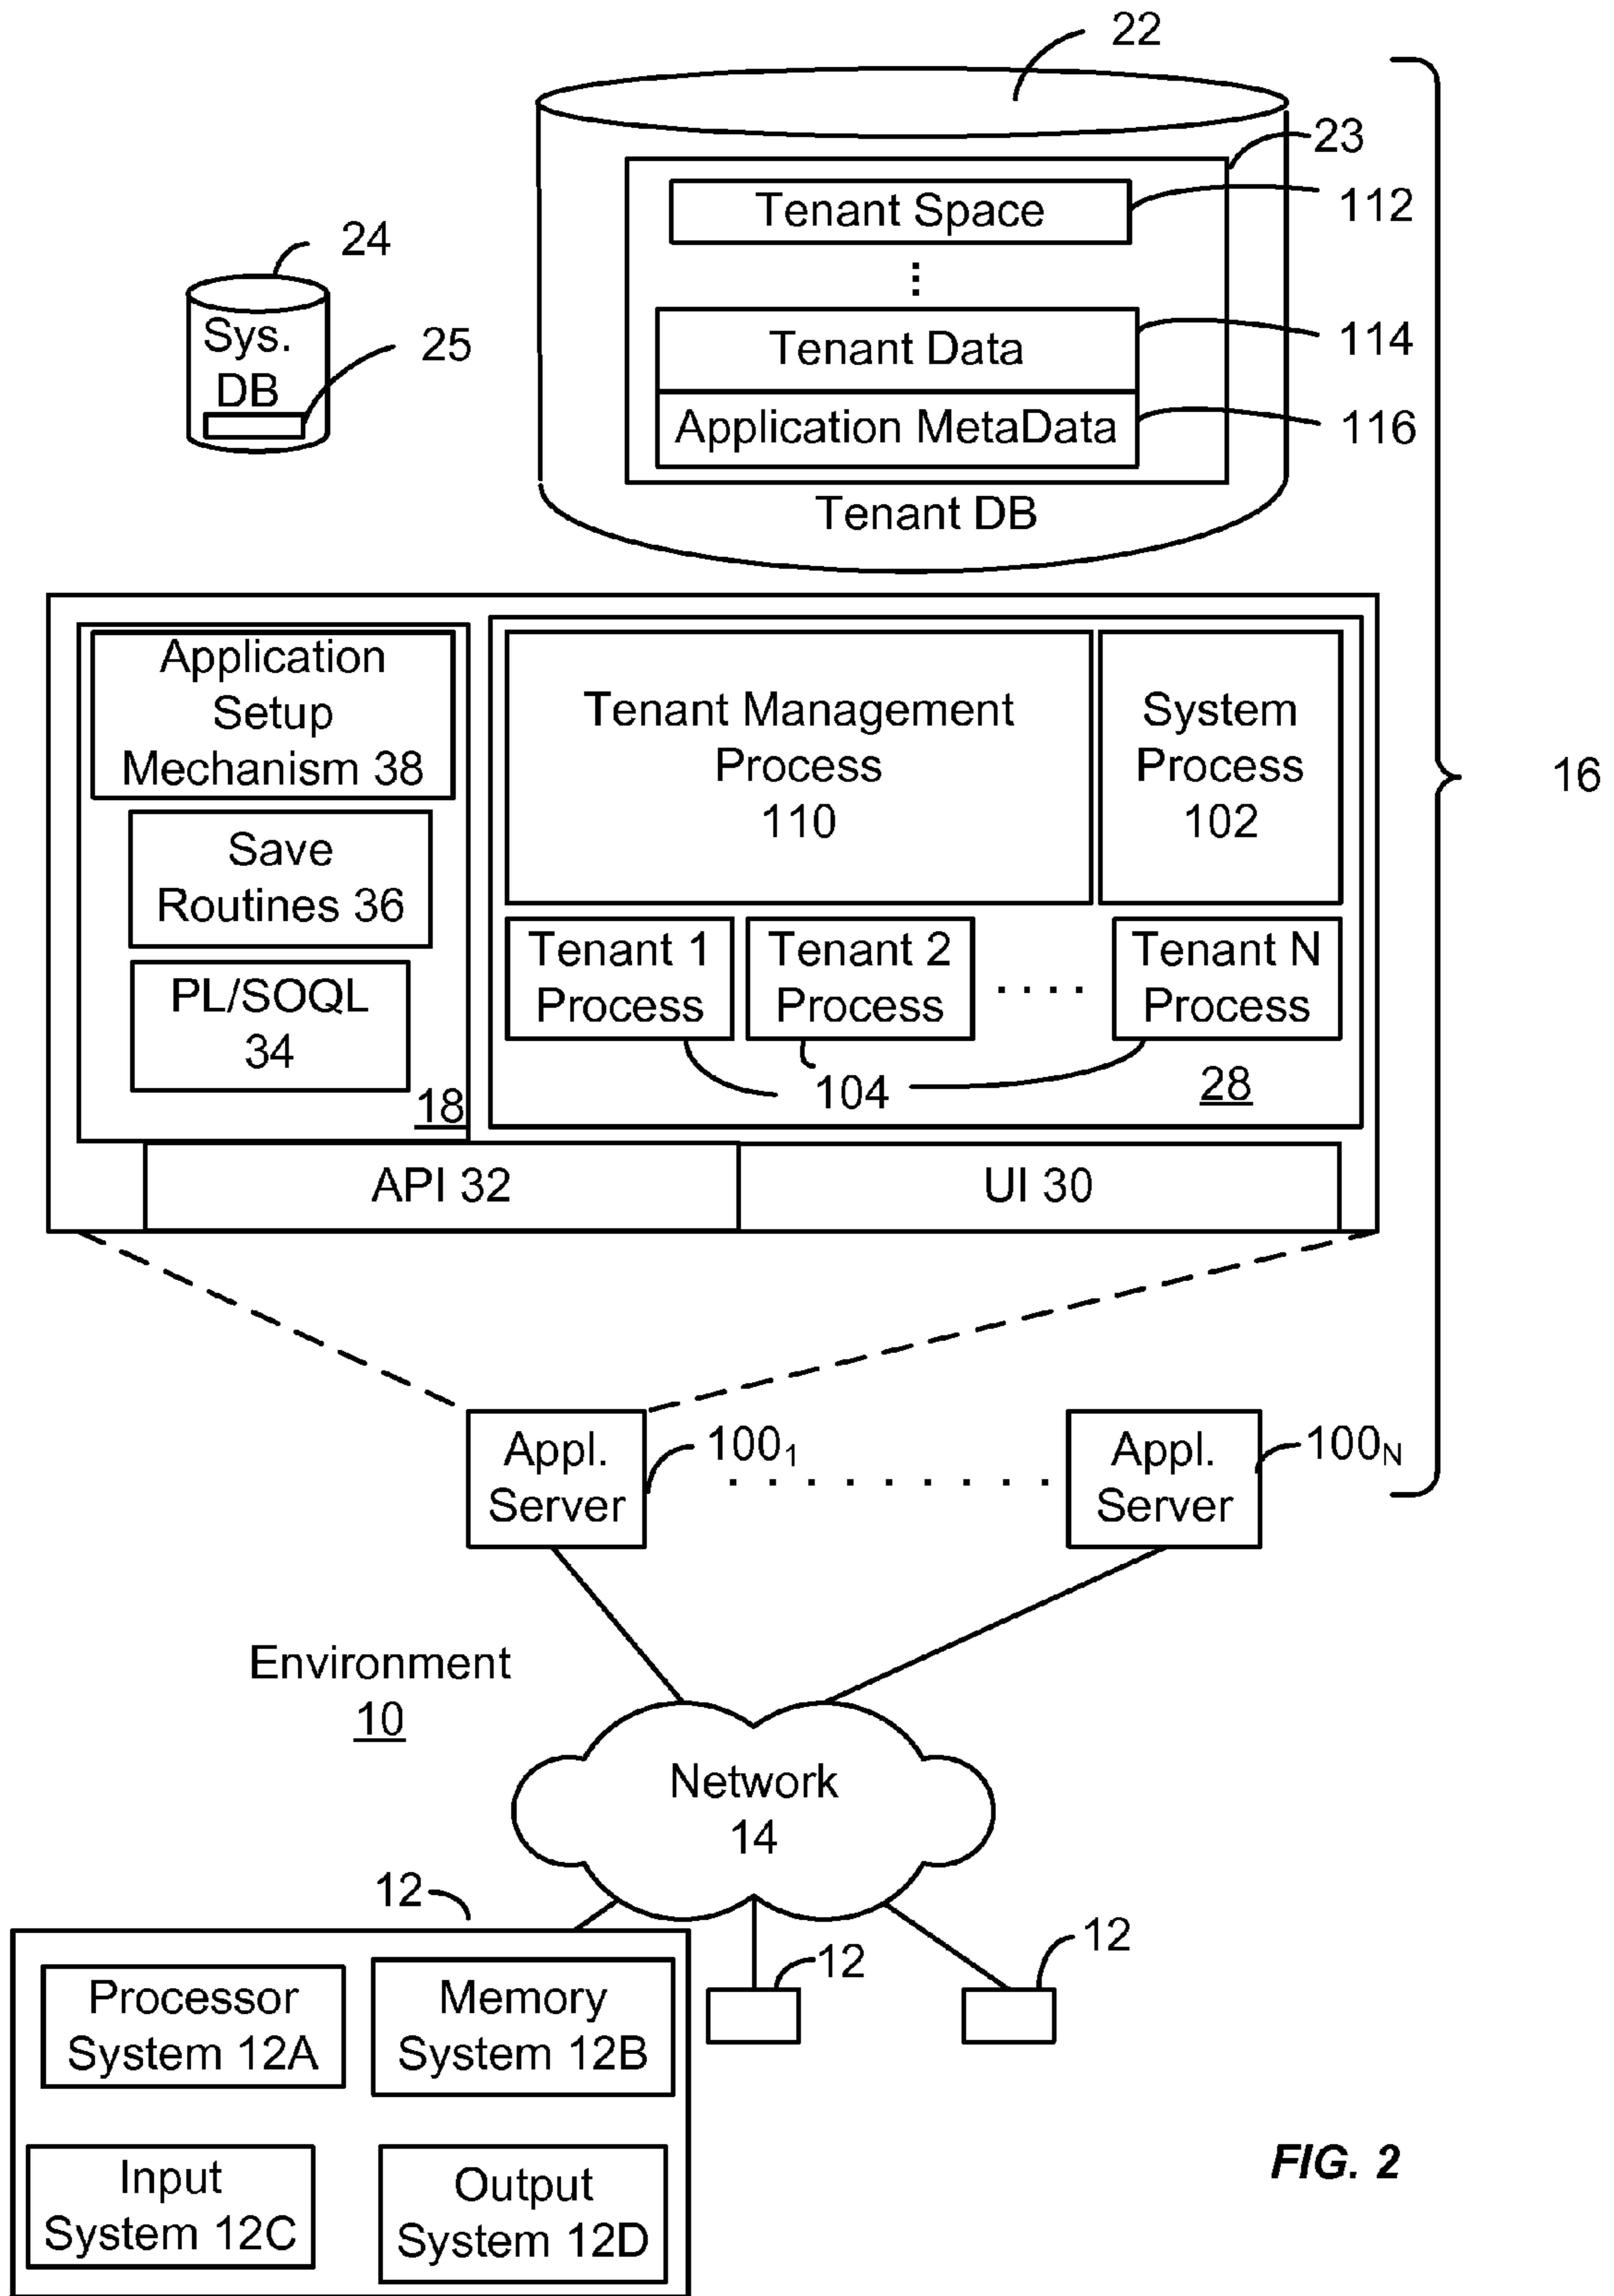 22
23
Tenant Space
112
24
Sys.
DB
25
Tenant Data
114
Application MetaData
116
Tenant DB
Application
Setup
Mechanism 38
Save
Routines 36
PL/SOQL
34
18
Tenant Management
Process
110
System
Process
102
Tenant 1
Process
Tenant 2
Process
....
Tenant N
Process
104
28
16
API 32
UI 30
Appl.
Server
100₁
.........
Appl.
Server
100N
Environment
10
Network
14
12
12
12
Processor
System 12A
Memory
System 12B
Input
System 12C
Output
System 12D
FIG. 2